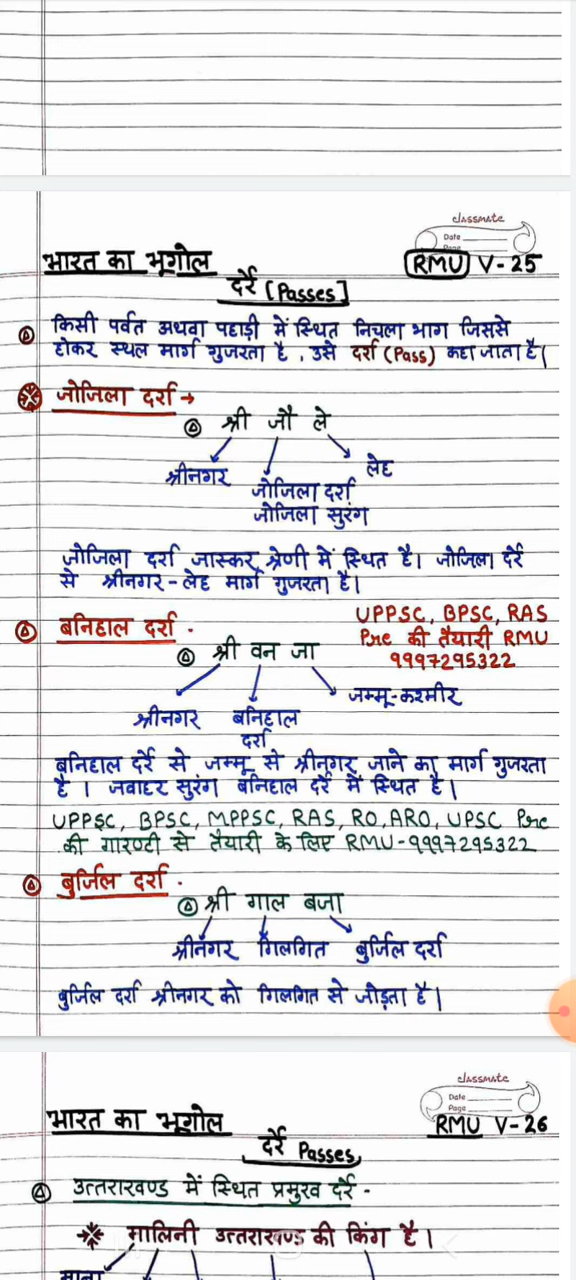 classmate
Date
Page
भारत का भूगोल
RMU V-25
दर्रे [Passes]
किसी पर्वत अथवा पहाड़ी में स्थित निचला भाग जिससे
होकर स्थल मार्ग गुजरता है, उसे दर्रा (Pass) कहा जाता है।
जोजिला दर्रा →
श्री जौ ले
श्रीनगर
लेह
जोजिला दर्रा
जोजिला सुरंग
जोजिला दर्रा जास्कर श्रेणी में स्थित है। जोजिला दर्रे
से श्रीनगर-लेह मार्ग गुजरता है।
बनिहाल दर्रा.
UPPSC, BPSC, RAS
Pre की तैयारी RMU
9997295322
श्री वन जा
श्रीनगर बनिहाल
दर्रा
जम्मू-कश्मीर
बनिहाल दर्रे से जम्मू से श्रीनगर जाने का मार्ग गुजरता
है। जवाहर सुरंग बनिहाल दर्रे में स्थित है।
UPPSC, BPSC, MPPSC, RAS, RO, ARO, UPSC Pre
की गारण्टी से तैयारी के लिए RMU-9997295322
बुर्जिल दर्रा.
श्री गाल बजा
श्रीनगर गिलगित बुर्जिल दर्रा
बुर्जिल दर्रा श्रीनगर को गिलगित से जोड़ता है।
classmate
Date
Page
भारत का भूगोल
RMU V-26
दर्रे Passes
उत्तराखण्ड में स्थित प्रमुख दर्रे -
मालिनी उत्तराखण्ड की किंग है।
माना